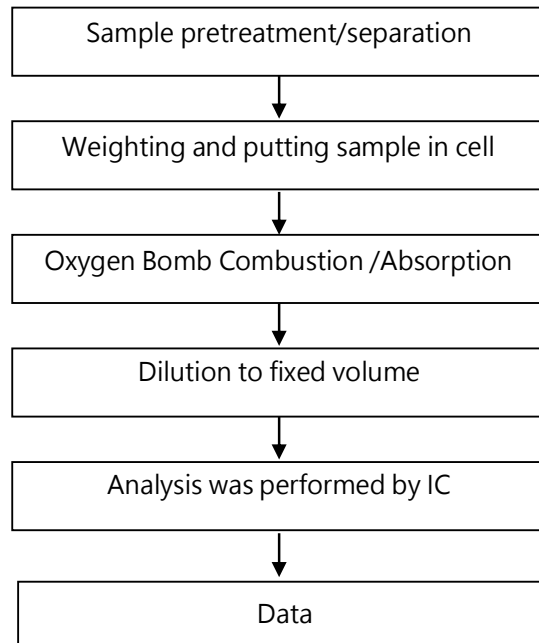 Sample pretreatment/separation
Weighting and putting sample in cell
Oxygen Bomb Combustion /Absorption
Dilution to fixed volume
Analysis was performed by IC
Data